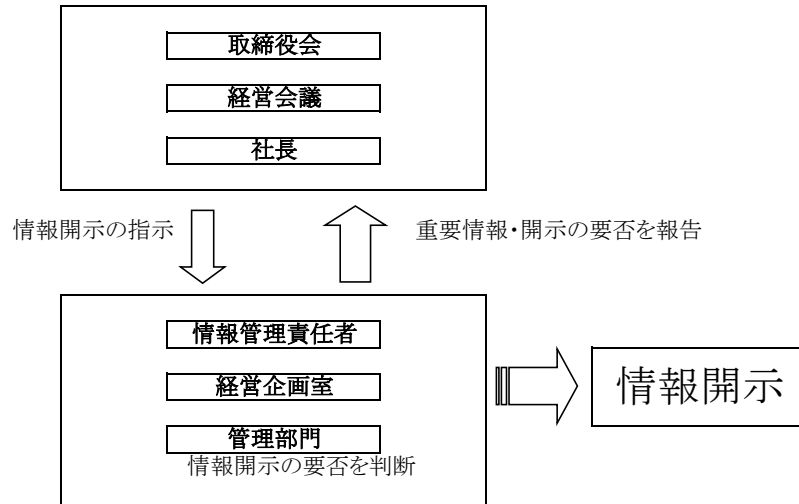 取締役会
経営会議
社長
情報開示の指示
重要情報・開示の要否を報告
情報管理責任者
経営企画室
管理部門
情報開示の要否を判断
情報開示